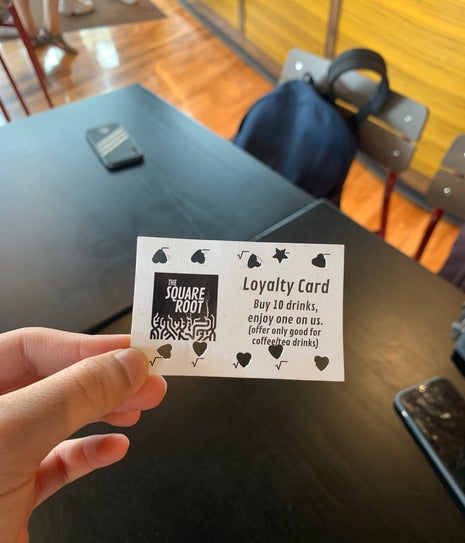 THE
SQUARE
ROOT
Loyalty Card
Buy 10 drinks,
enjoy one on us.
(offer only good for
coffee/tea drinks)